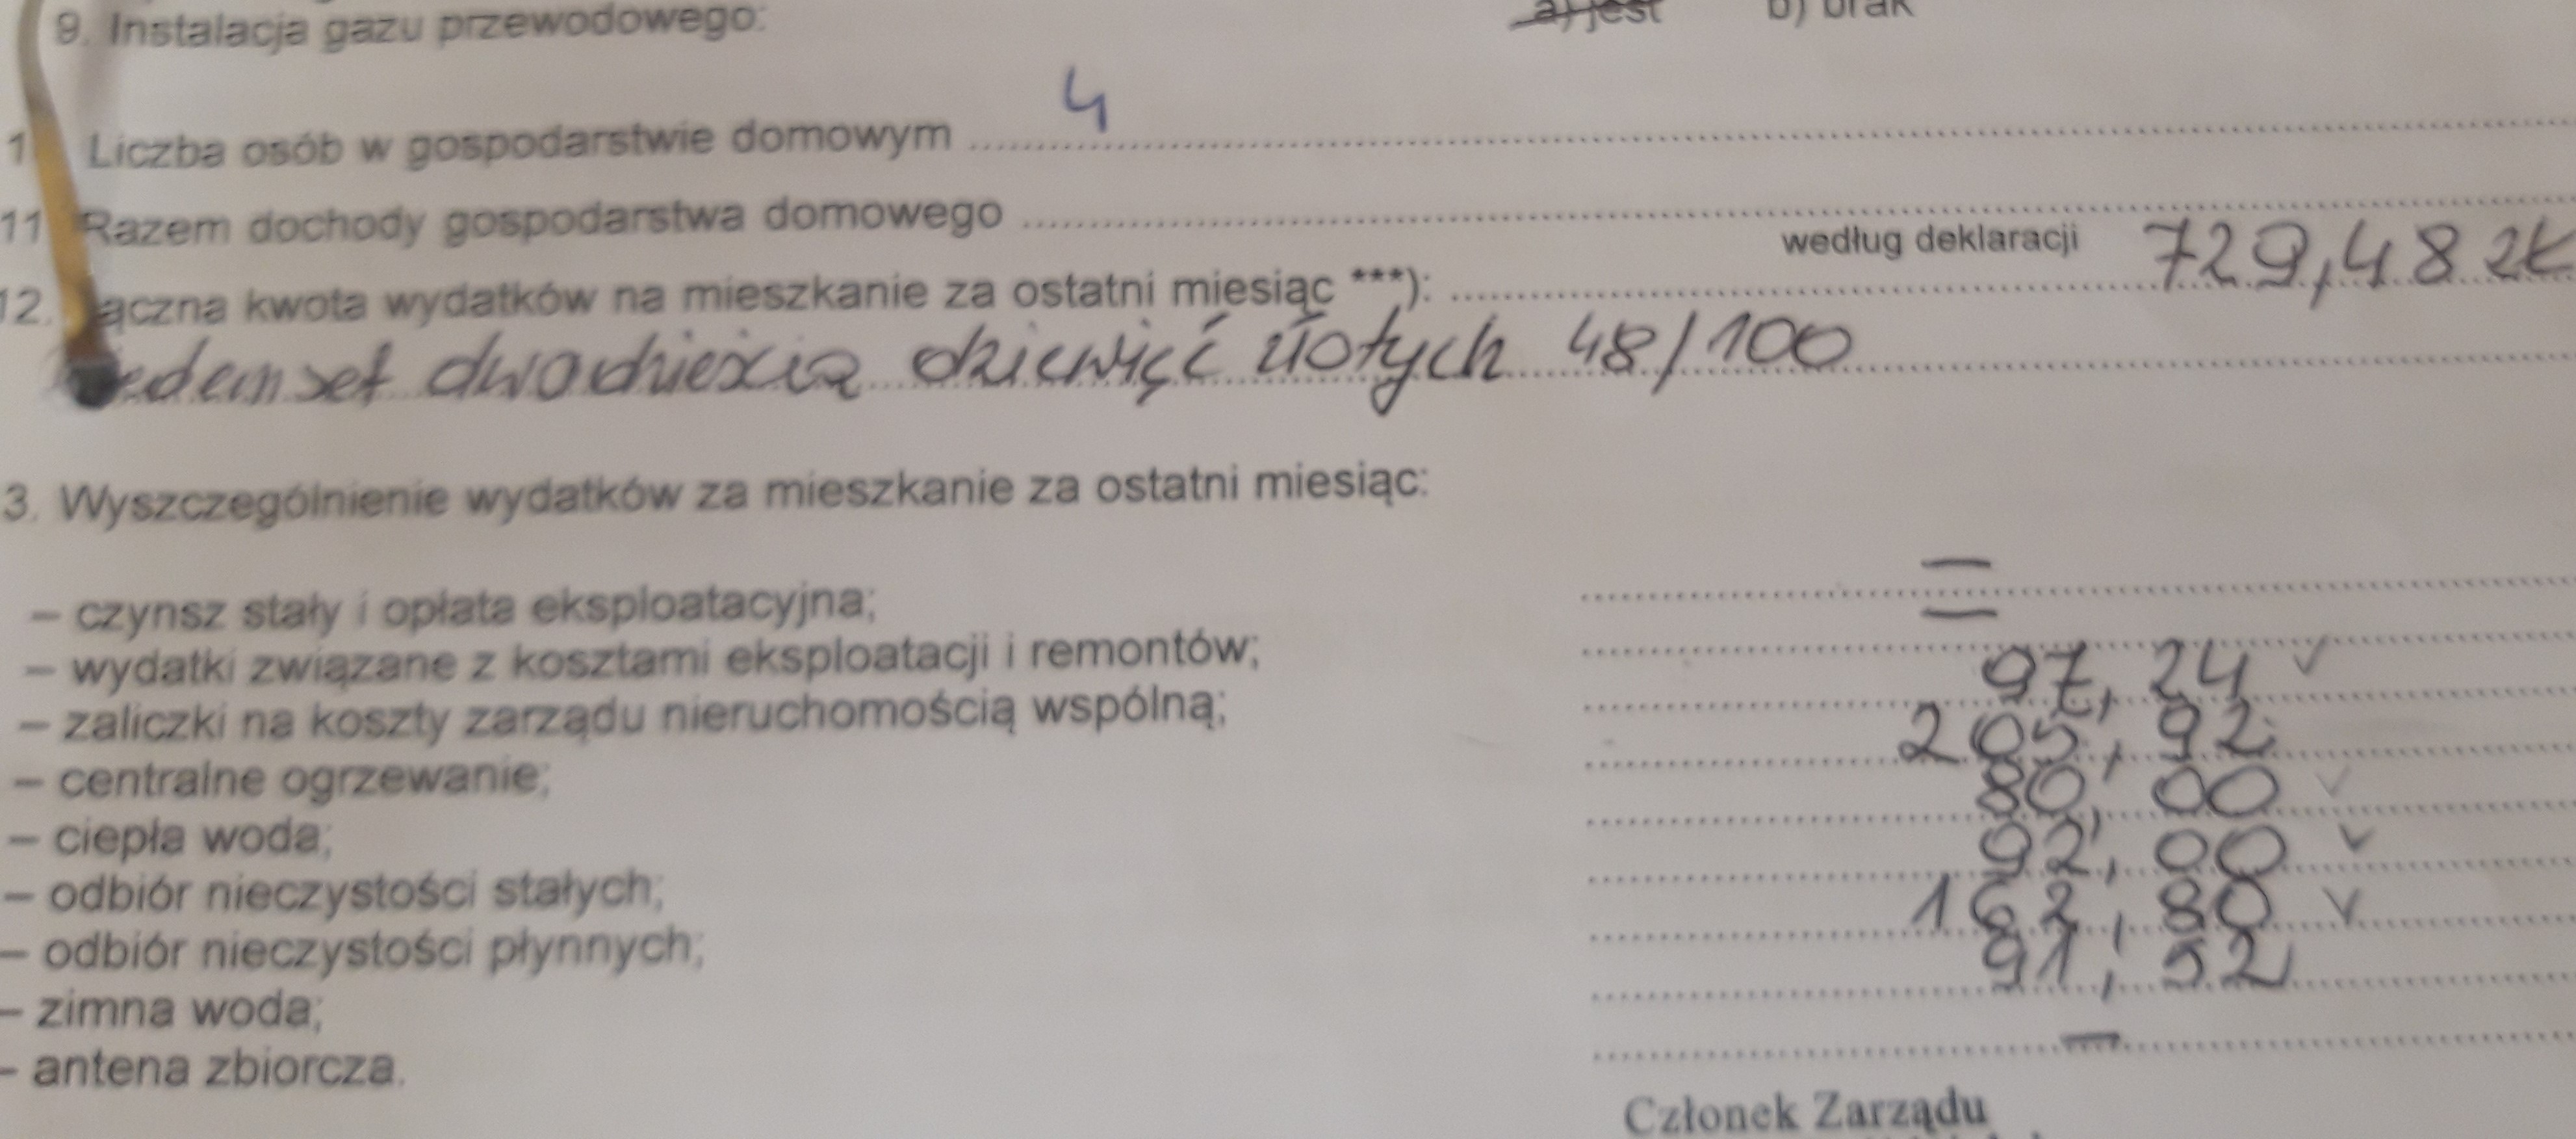 9. Instalacja gazu przewodowego: a) jest b) brak
4
1 Liczba osób w gospodarstwie domowym
11 Razem dochody gospodarstwa domowego
według deklaracji 729,48 zł
12. ączna kwota wydatków na mieszkanie za ostatni miesiąc ***):
edemset dwadzieścia dziewięć złotych 48/100
3. Wyszczególnienie wydatków za mieszkanie za ostatni miesiąc:
– czynsz stały i opłata eksploatacyjna; —
– wydatki związane z kosztami eksploatacji i remontów; —
– zaliczki na koszty zarządu nieruchomością wspólną; 97,24 ✓
– centralne ogrzewanie; 205,92
– ciepła woda; 80,00 ✓
– odbiór nieczystości stałych; 92,00 ✓
– odbiór nieczystości płynnych; 162,80 ✓
– zimna woda; 91,52
– antena zbiorcza. —
Członek Zarządu